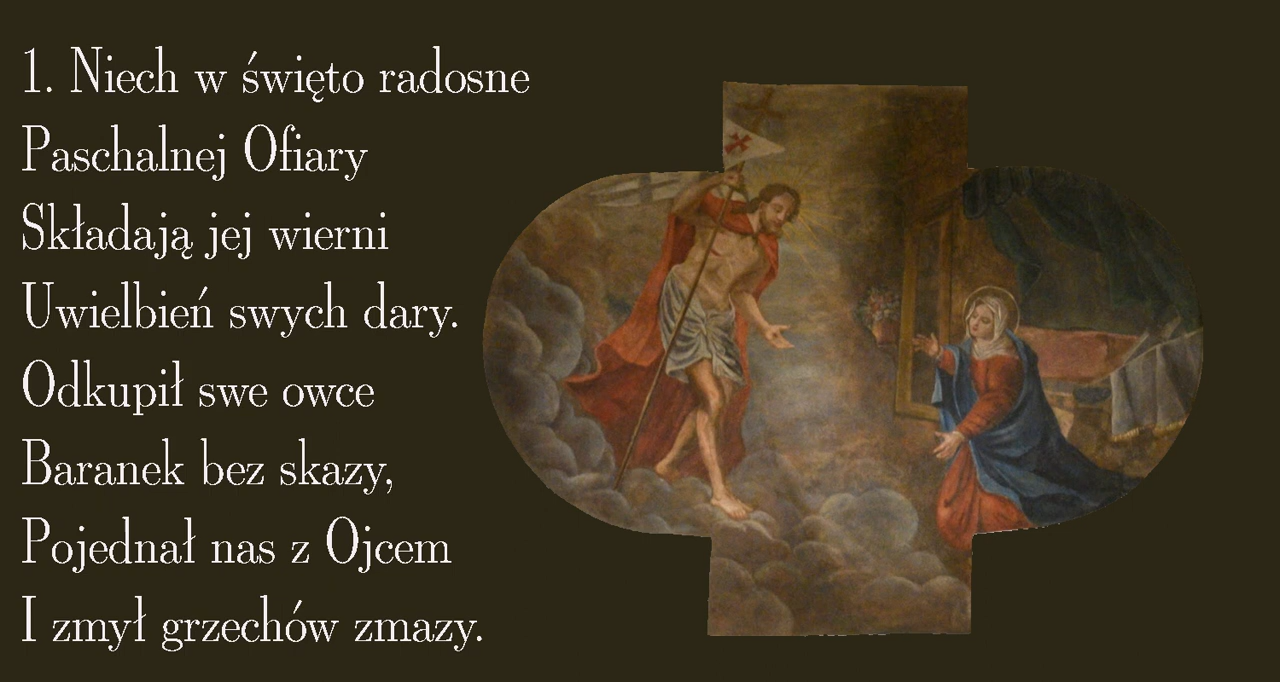 1. Niech w święto radosne
Paschalnej Ofiary
Składają jej wierni
Uwielbień swych dary.
Odkupił swe owce
Baranek bez skazy,
Pojednał nas z Ojcem
I zmył grzechów zmazy.